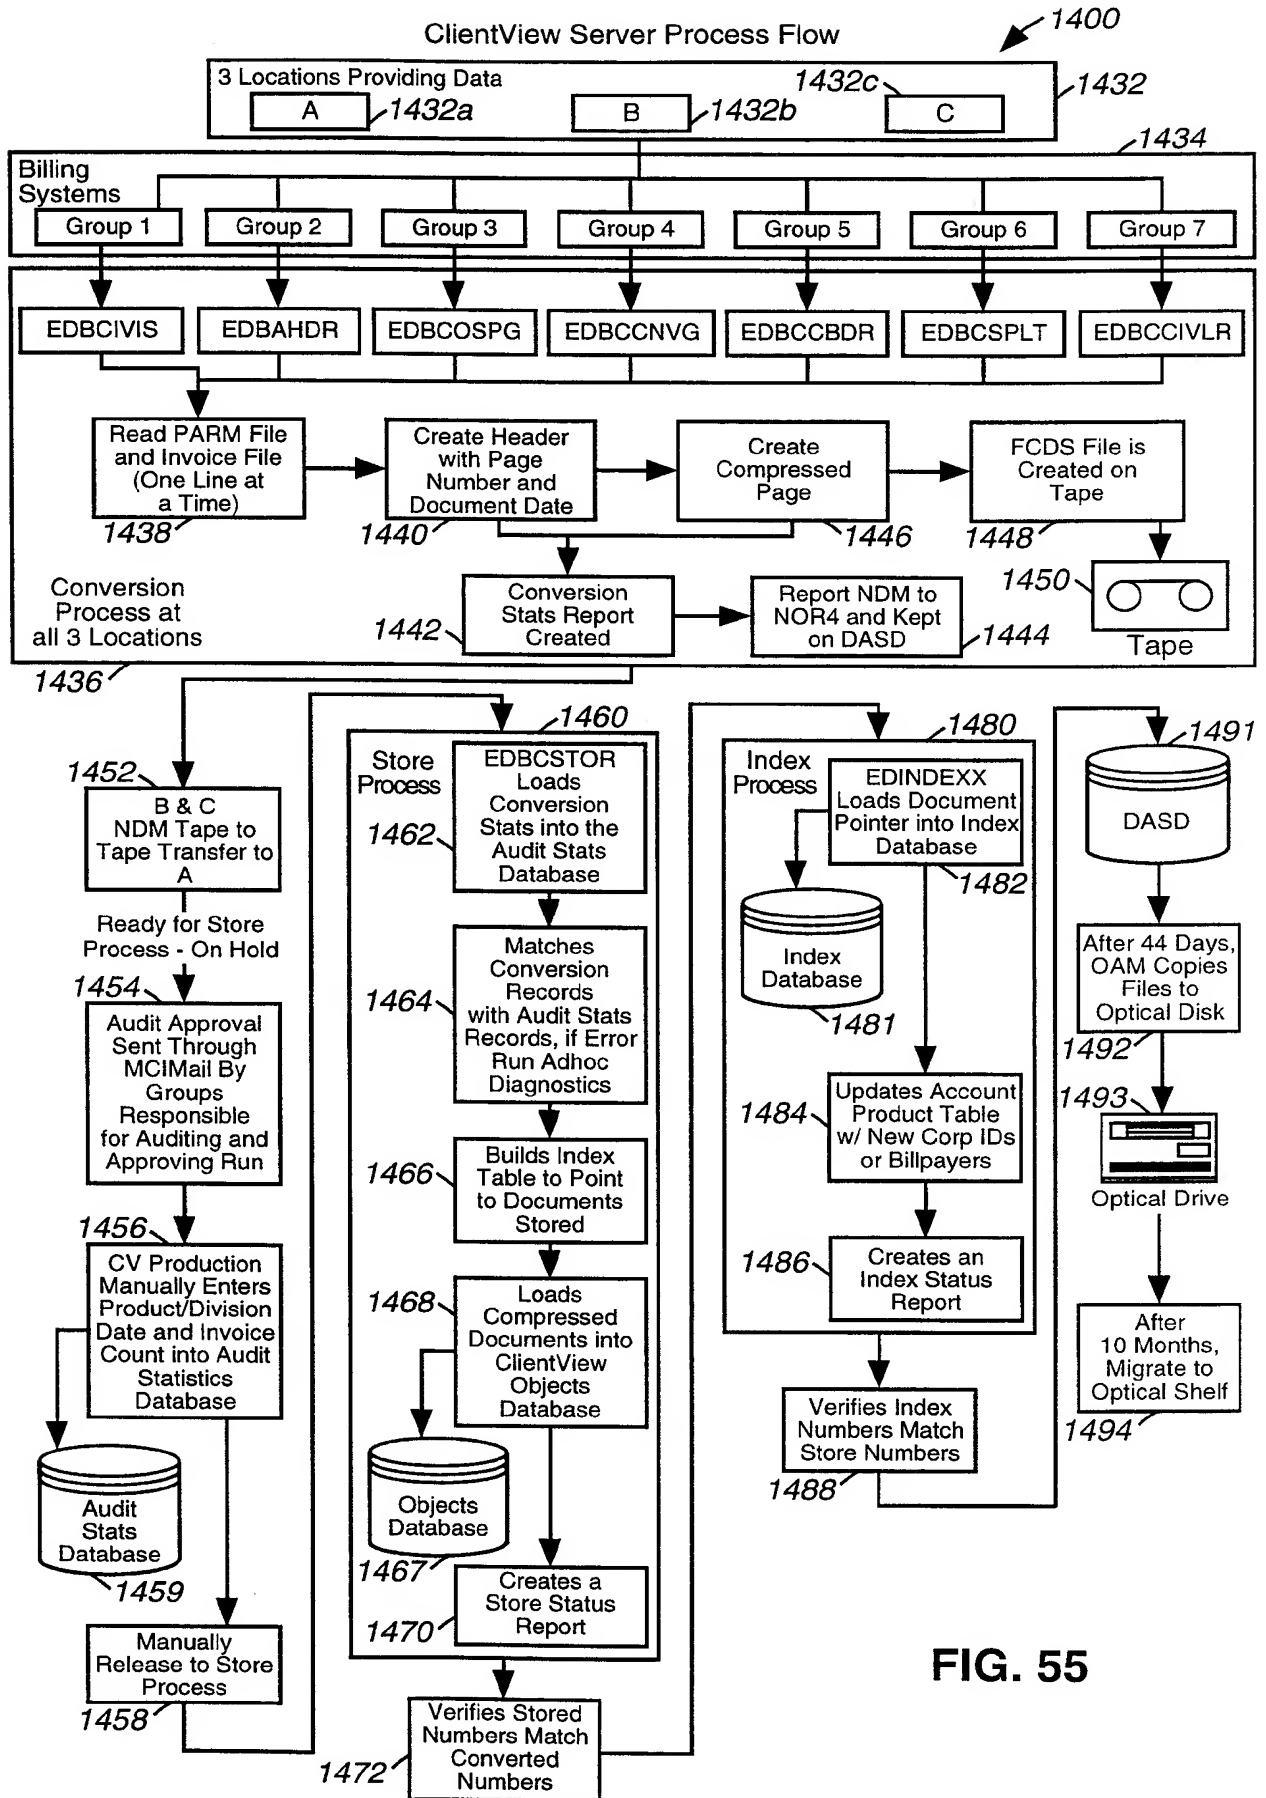 ClientView Server Process Flow
1400
3 Locations Providing Data
1432c
1432
A
1432a
B
1432b
C
1434
Billing
Systems
Group 1
Group 2
Group 3
Group 4
Group 5
Group 6
Group 7
EDBCIVIS
EDBAHDR
EDBCOSPG
EDBCCNVG
EDBCCBDR
EDBCSPLT
EDBCCIVLR
Read PARM File
and Invoice File
(One Line at
a Time)
1438
Create Header
with Page
Number and
Document Date
1440
Create
Compressed
Page
1446
FCDS File is
Created on
Tape
1448
1450
Tape
Conversion
Process at
all 3 Locations
1436
Conversion
Stats Report
Created
1442
Report NDM to
NOR4 and Kept
on DASD
1444
1452
B & C
NDM Tape to
Tape Transfer to
A
Ready for Store
Process - On Hold
1454
Audit Approval
Sent Through
MCIMail By
Groups
Responsible
for Auditing and
Approving Run
1456
CV Production
Manually Enters
Product/Division
Date and Invoice
Count into Audit
Statistics
Database
Audit
Stats
Database
1459
Manually
Release to Store
Process
1458
1460
Store
Process
EDBCSTOR
Loads
Conversion
Stats into the
Audit Stats
Database
1462
Matches
Conversion
Records
with Audit Stats
Records, if Error
Run Adhoc
Diagnostics
1464
Builds Index
Table to Point
to Documents
Stored
1466
Loads
Compressed
Documents into
ClientView
Objects
Database
1468
Objects
Database
1467
Creates a
Store Status
Report
1470
Verifies Stored
Numbers Match
Converted
Numbers
1472
1480
Index
Process
EDINDEXX
Loads Document
Pointer into Index
Database
1482
Index
Database
1481
Updates Account
Product Table
w/ New Corp IDs
or Billpayers
1484
Creates an
Index Status
Report
1486
Verifies Index
Numbers Match
Store Numbers
1488
1491
DASD
After 44 Days,
OAM Copies
Files to
Optical Disk
1492
1493
Optical Drive
After
10 Months,
Migrate to
Optical Shelf
1494
FIG. 55